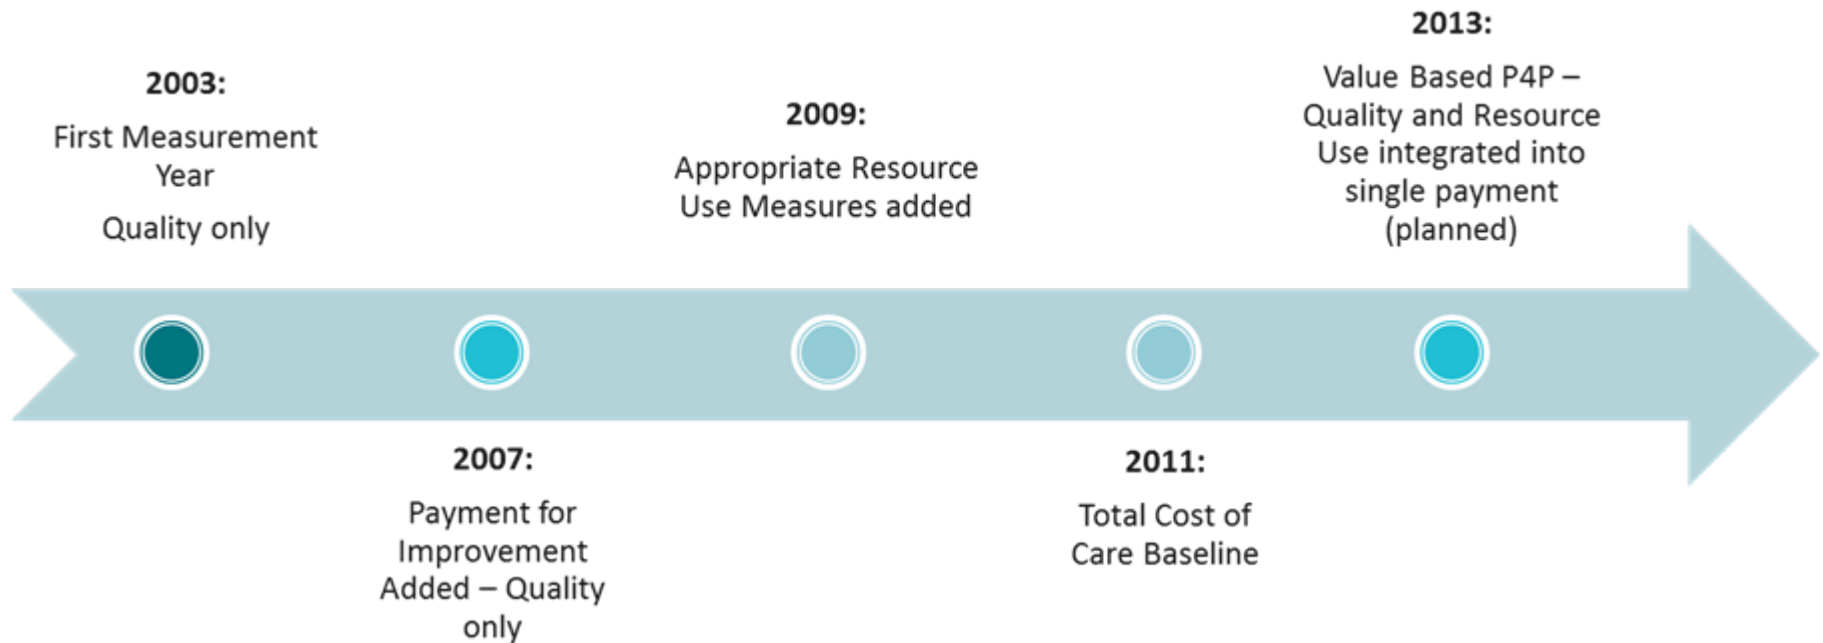 2003:
First Measurement
Year
Quality only
2007:
Payment for
Improvement
Added – Quality
only
2009:
Appropriate Resource
Use Measures added
2011:
Total Cost of
Care Baseline
2013:
Value Based P4P –
Quality and Resource
Use integrated into
single payment
(planned)